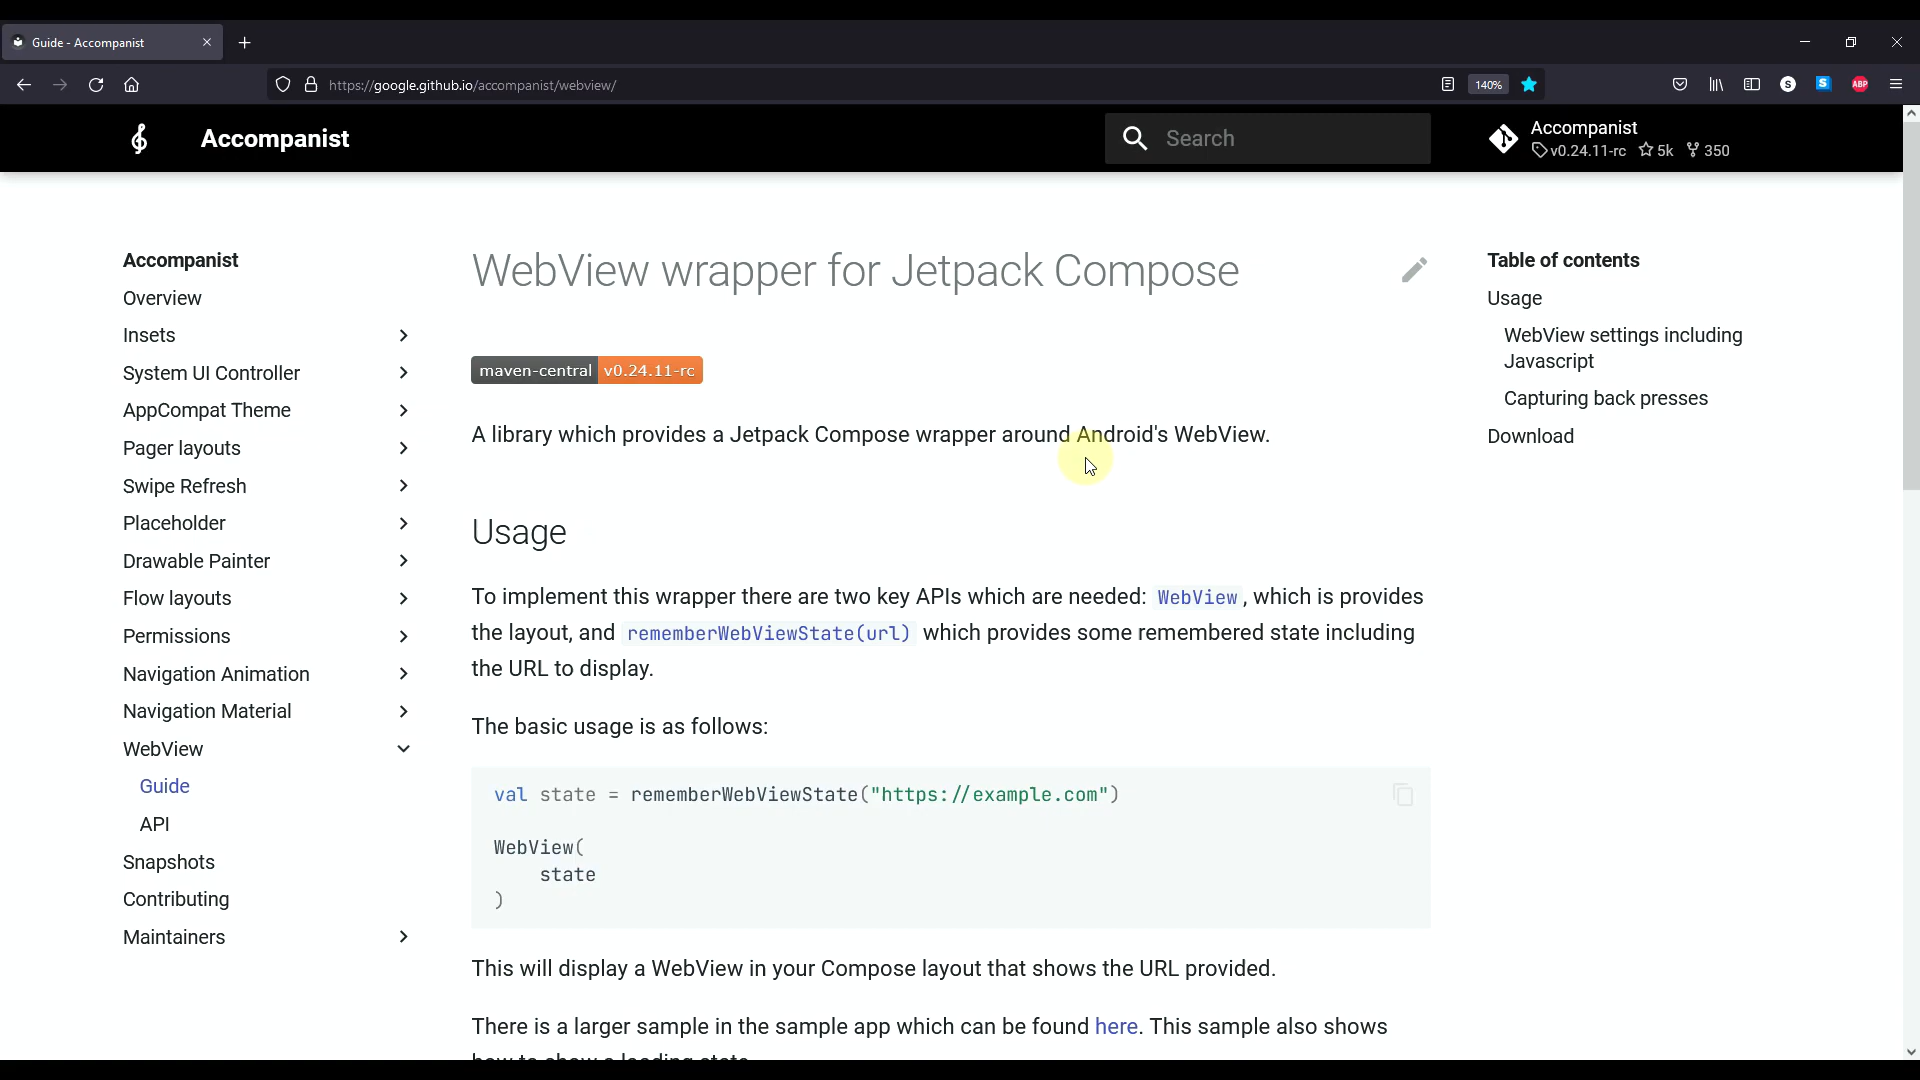 Guide - Accompanist
https://google.github.io/accompanist/webview/
140%
S
S
ABP
Accompanist
Search
Accompanist
v0.24.11-rc 5k 350
Accompanist
Overview
Insets
System UI Controller
AppCompat Theme
Pager layouts
Swipe Refresh
Placeholder
Drawable Painter
Flow layouts
Permissions
Navigation Animation
Navigation Material
WebView
Guide
API
Snapshots
Contributing
Maintainers
WebView wrapper for Jetpack Compose
maven-central v0.24.11-rc
A library which provides a Jetpack Compose wrapper around Android's WebView.
Usage
To implement this wrapper there are two key APIs which are needed: WebView, which is provides
the layout, and rememberWebViewState(url) which provides some remembered state including
the URL to display.
The basic usage is as follows:
val state = rememberWebViewState("https://example.com")
WebView(
state
)
This will display a WebView in your Compose layout that shows the URL provided.
There is a larger sample in the sample app which can be found here. This sample also shows
how to show a loading state.
Table of contents
Usage
WebView settings including
Javascript
Capturing back presses
Download